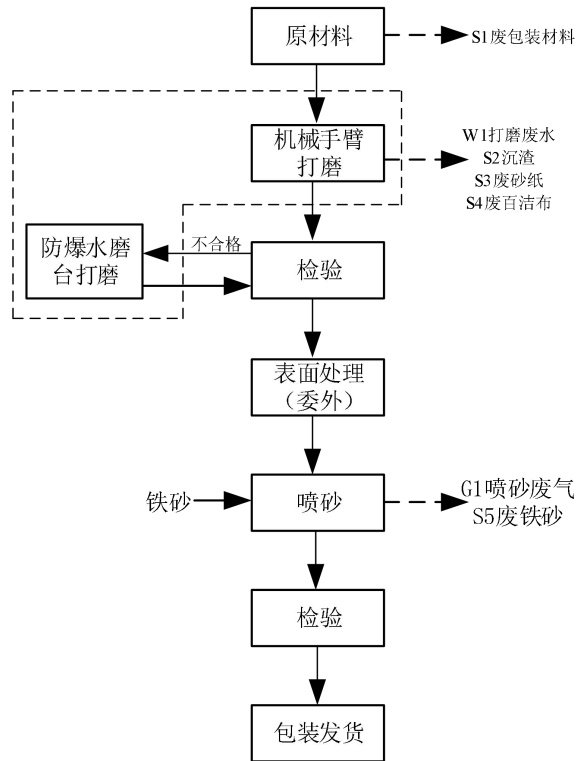 原材料
S1废包装材料
机械手臂
打磨
W1打磨废水
S2沉渣
S3废砂纸
S4废百洁布
防爆水磨
台打磨
不合格
检验
表面处理
（委外）
铁砂
喷砂
G1喷砂废气
S5废铁砂
检验
包装发货